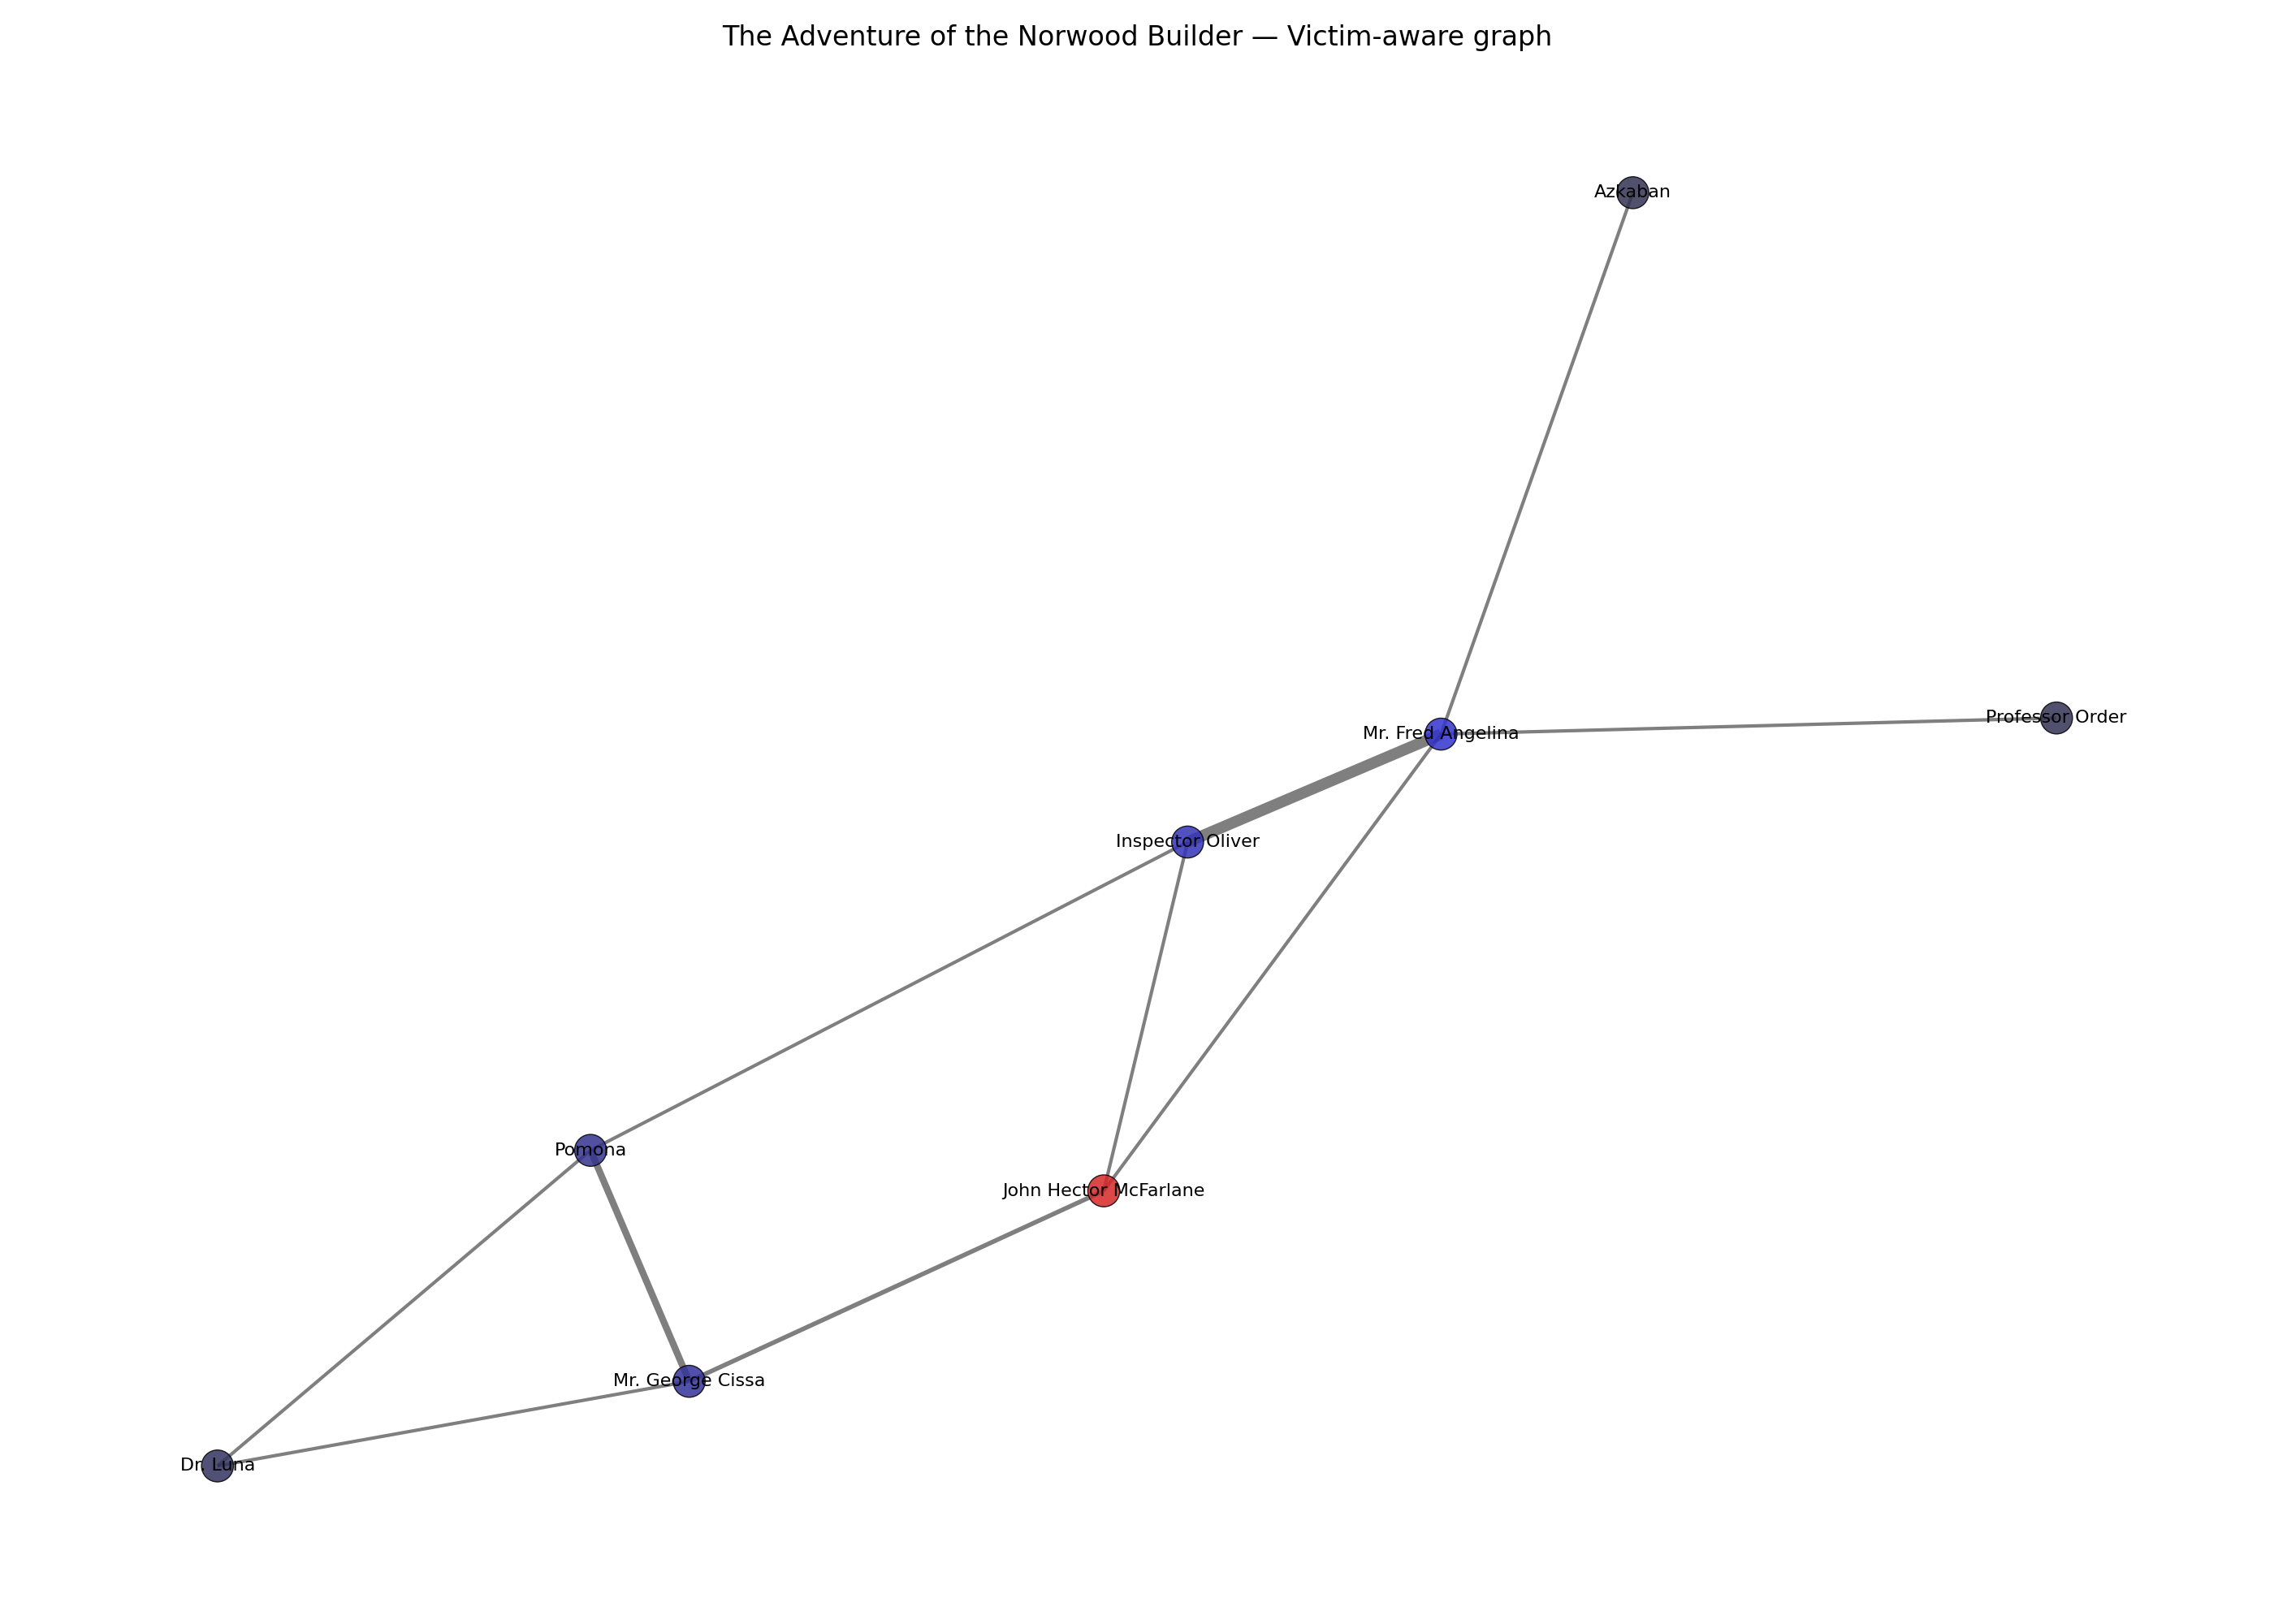 The Adventure of the Norwood Builder — Victim-aware graph
Azkaban
Professor Order
Mr. Fred Angelina
Inspector Oliver
Pomona
John Hector McFarlane
Mr. George Cissa
Dr. Luna